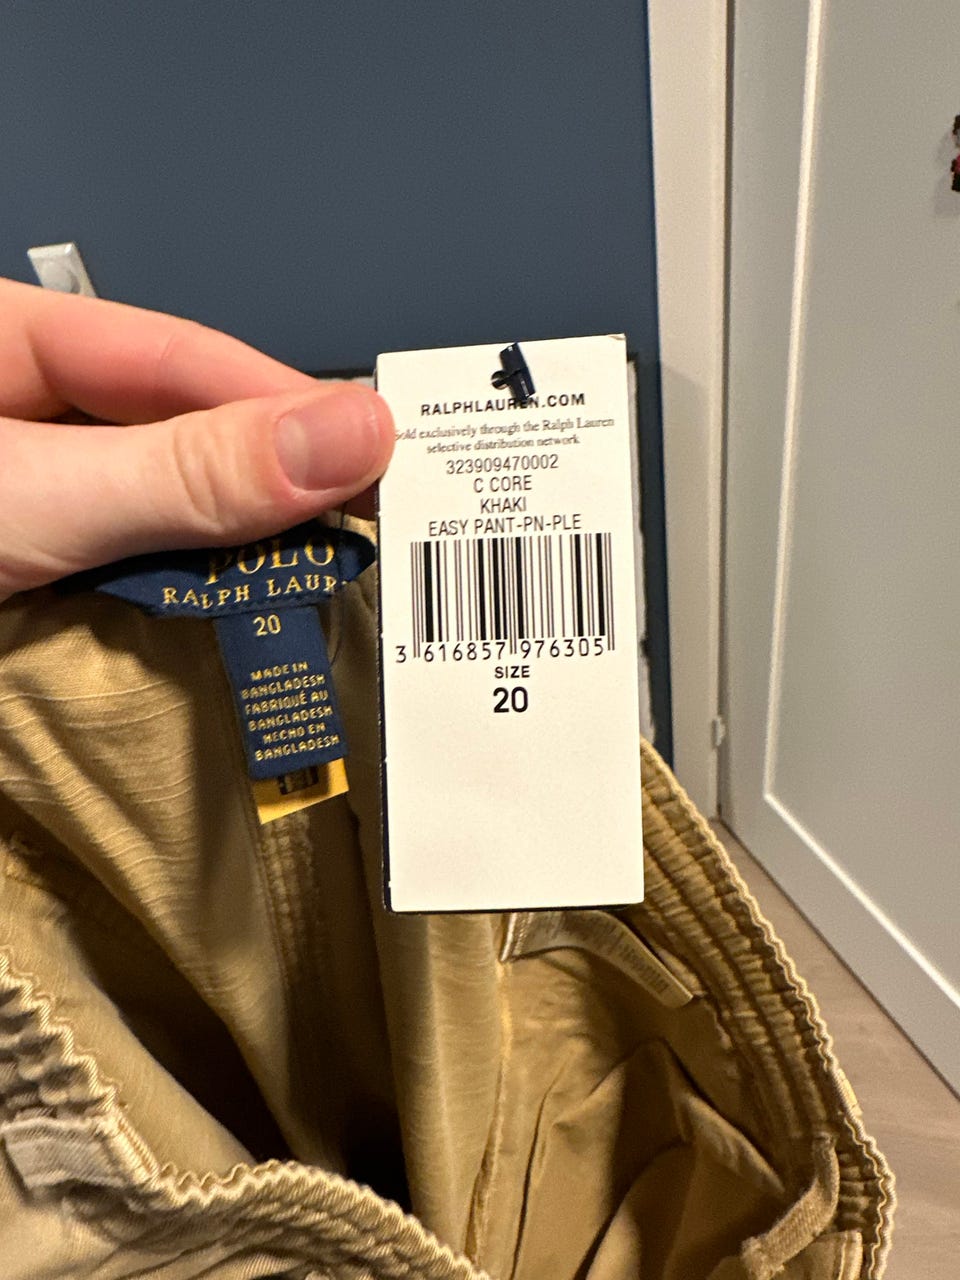 RALPHLAUREN.COM
Sold exclusively through the Ralph Lauren
selective distribution network
323909470002
C CORE
KHAKI
EASY PANT-PN-PLE
3 616857 976305
SIZE
20
POLO
RALPH LAUR
20
MADE IN
BANGLADESH
FABRIQUÉ AU
BANGLADESH
HECHO EN
BANGLADESH